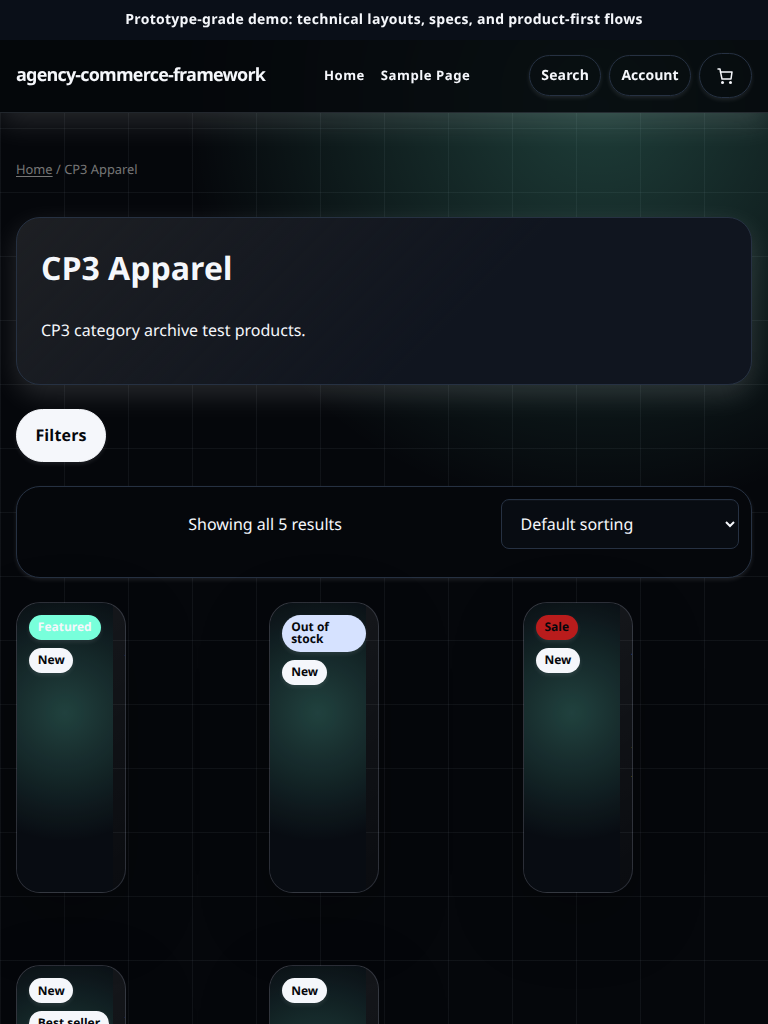 Prototype-grade demo: technical layouts, specs, and product-first flows
agency-commerce-framework
Home
Sample Page
Search
Account
Home / CP3 Apparel
CP3 Apparel
CP3 category archive test products.
Filters
Showing all 5 results
Default sorting
Featured
New
Out of
stock
New
Sale
New
New
Best seller
New